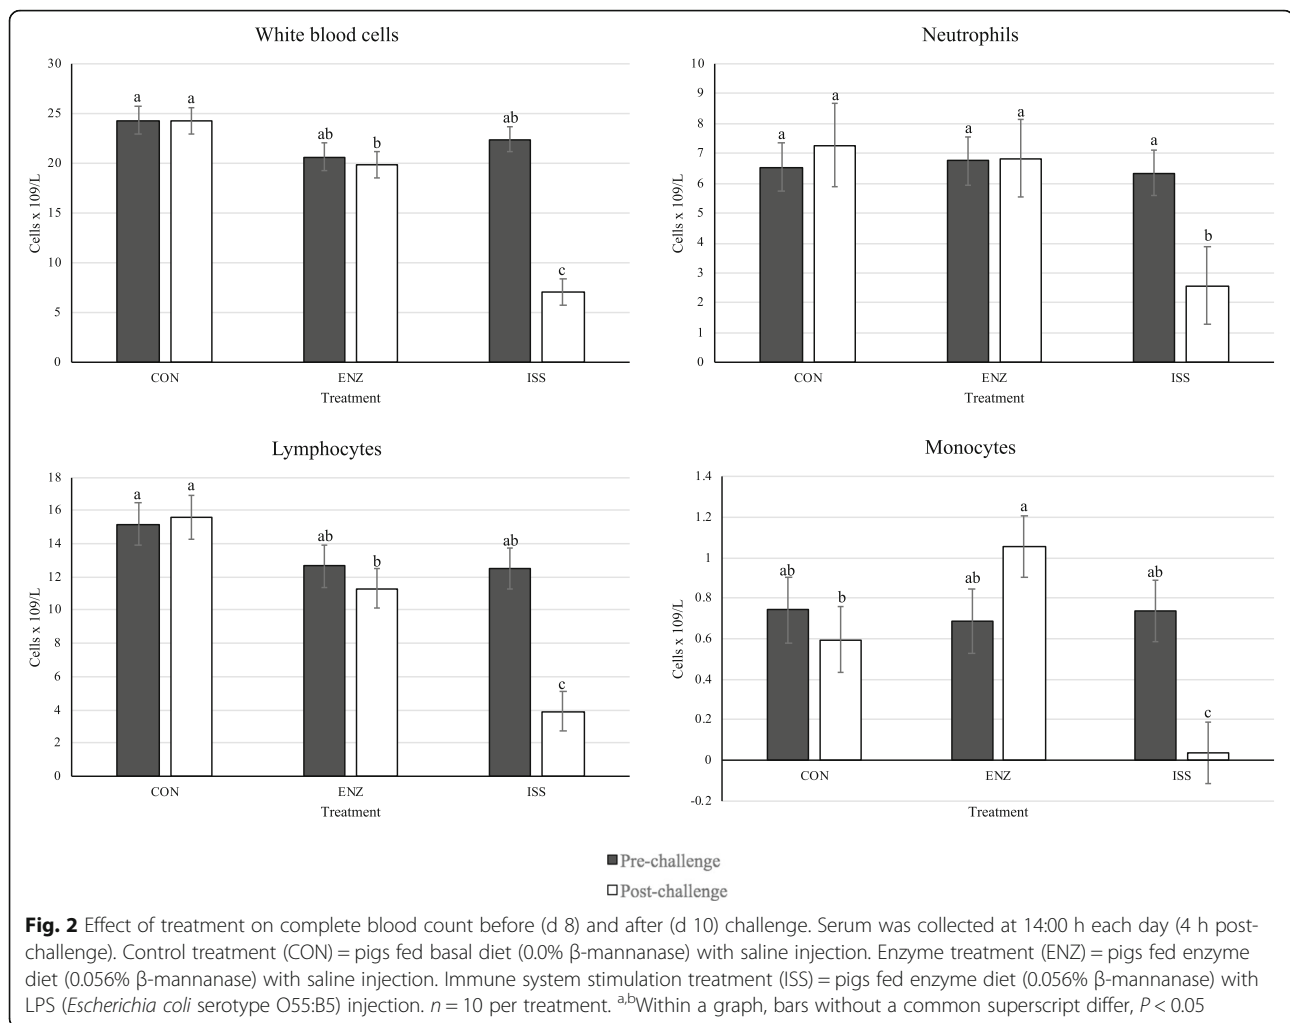 White blood cells
30
25
20
15
10
5
0
Cells x 109/L
a
a
ab
b
ab
c
CON
ENZ
ISS
Treatment
Neutrophils
10
9
8
7
6
5
4
3
2
1
0
Cells x 109/L
a
a
a
a
a
b
CON
ENZ
ISS
Treatment
Lymphocytes
18
16
14
12
10
8
6
4
2
0
Cells x 109/L
a
a
ab
b
ab
c
CON
ENZ
ISS
Treatment
Monocytes
1.4
1.2
1
0.8
0.6
0.4
0.2
0
-0.2
Cells x 109/L
ab
b
ab
a
ab
c
CON
ENZ
ISS
Treatment
Pre-challenge
Post-challenge
Fig. 2 Effect of treatment on complete blood count before (d 8) and after (d 10) challenge. Serum was collected at 14:00 h each day (4 h post-
challenge). Control treatment (CON) = pigs fed basal diet (0.0% β-mannanase) with saline injection. Enzyme treatment (ENZ) = pigs fed enzyme
diet (0.056% β-mannanase) with saline injection. Immune system stimulation treatment (ISS) = pigs fed enzyme diet (0.056% β-mannanase) with
LPS (Escherichia coli serotype O55:B5) injection. n = 10 per treatment. a,bWithin a graph, bars without a common superscript differ, P < 0.05